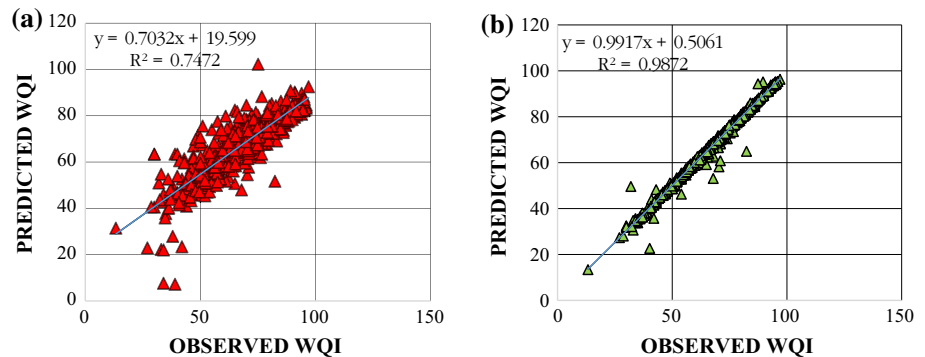 (a)
y = 0.7032x + 19.599
R² = 0.7472
PREDICTED WQI
120
100
80
60
40
20
0
0 50 100 150
OBSERVED WQI
(b)
y = 0.9917x + 0.5061
R² = 0.9872
PREDICTED WQI
120
100
80
60
40
20
0
0 50 100 150
OBSERVED WQI